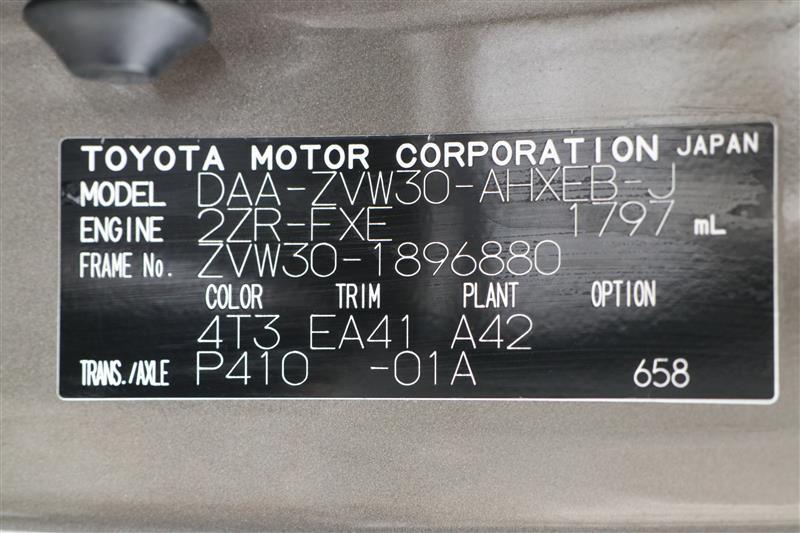 TOYOTA MOTOR CORPORATION JAPAN
MODEL DAA-ZVW30-AHXEB-J
ENGINE 2ZR-FXE 1797 mL
FRAME No. ZVW30-1896880
COLOR TRIM PLANT OPTION
4T3 EA41 A42
TRANS./AXLE P410 -01A 658